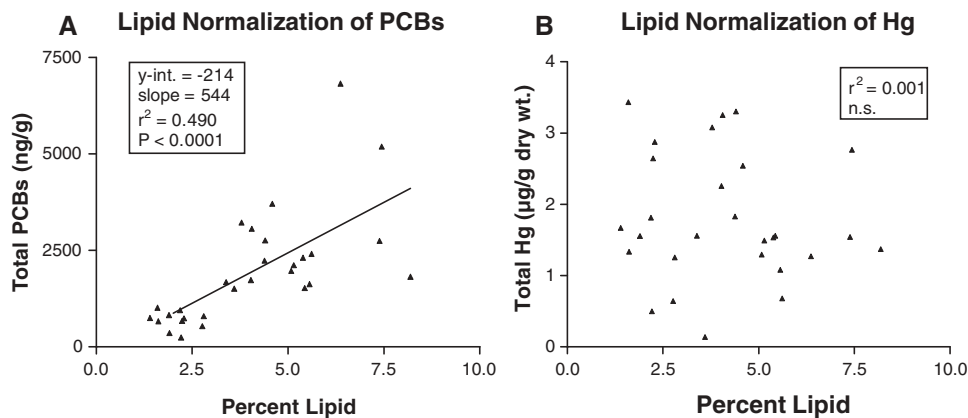 A Lipid Normalization of PCBs
7500
5000
2500
0
Total PCBs (ng/g)
y-int. = -214
slope = 544
r² = 0.490
P < 0.0001
0.0 2.5 5.0 7.5 10.0
Percent Lipid
B Lipid Normalization of Hg
4
3
2
1
0
Total Hg (µg/g dry wt.)
r² = 0.001
n.s.
0.0 2.5 5.0 7.5 10.0
Percent Lipid